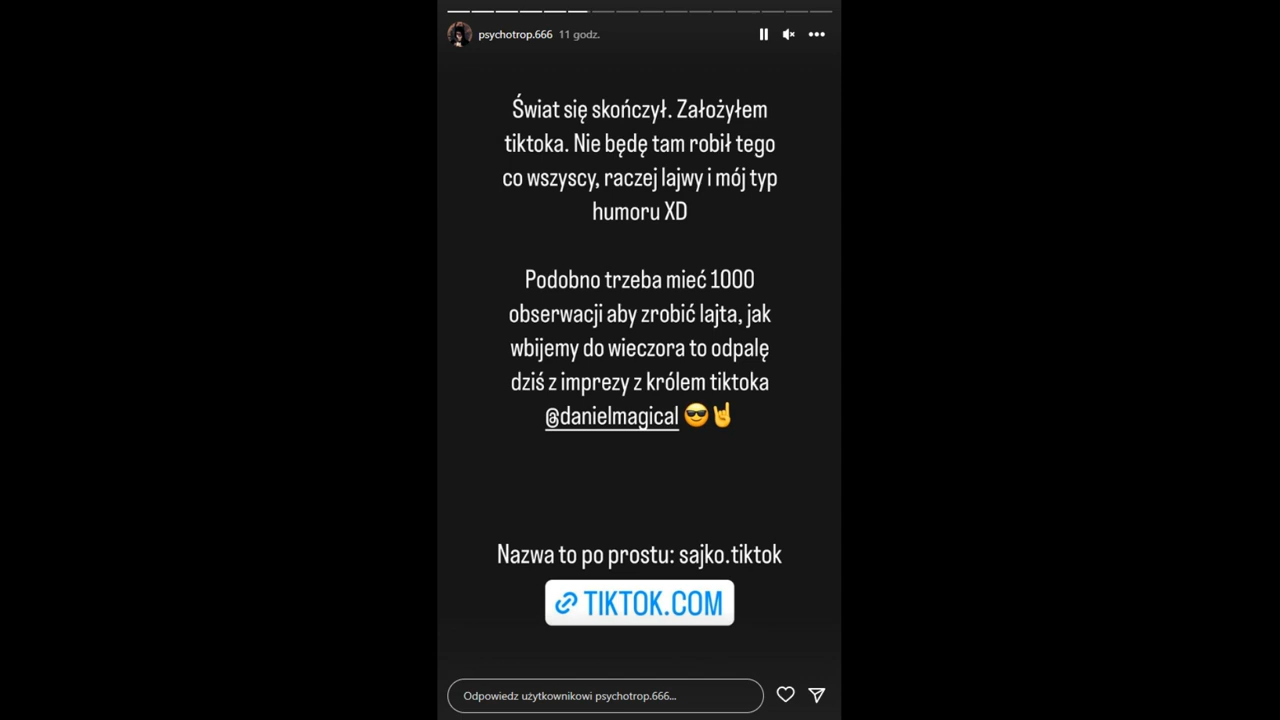 psychotrop.666 11 godz.
Świat się skończył. Założyłem
tiktoka. Nie będę tam robił tego
co wszyscy, raczej lajwy i mój typ
humoru XD
Podobno trzeba mieć 1000
obserwacji aby zrobić lajta, jak
wbijemy do wieczora to odpalę
dziś z imprezy z królem tiktoka
@danielmagical 😎🤘
Nazwa to po prostu: sajko.tiktok
TIKTOK.COM
Odpowiedz użytkownikowi psychotrop.666...